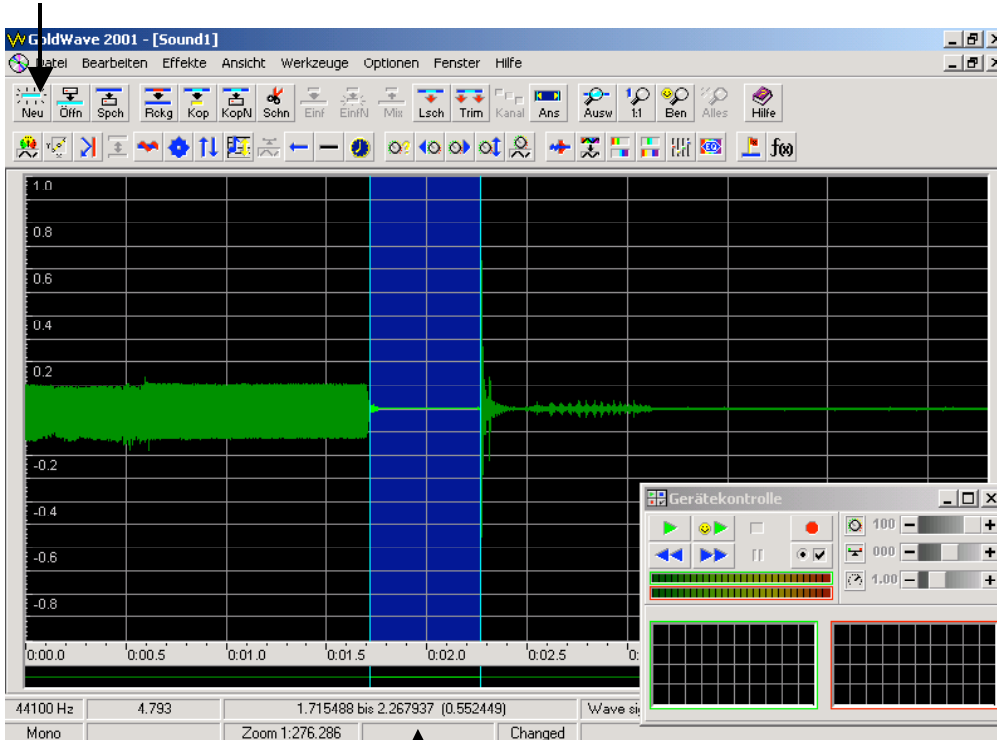 GoldWave 2001 - [Sound1]
Datei Bearbeiten Effekte Ansicht Werkzeuge Optionen Fenster Hilfe
Neu Öffn Spch Rckg Kop KopN Schn Einf EinfN Mix Lsch Trim Kanal Ans Ausw 1:1 Ben Alles Hilfe
EQ f(x)
1.0
0.8
0.6
0.4
0.2
-0.2
-0.4
-0.6
-0.8
Gerätekontrolle
100
000
1.00
0:00.0 0:00.5 0:01.0 0:01.5 0:02.0 0:02.5 0:
44100 Hz 4.793 1.715488 bis 2.267937 (0.552449) Wave si
Mono Zoom 1:276.286 Changed